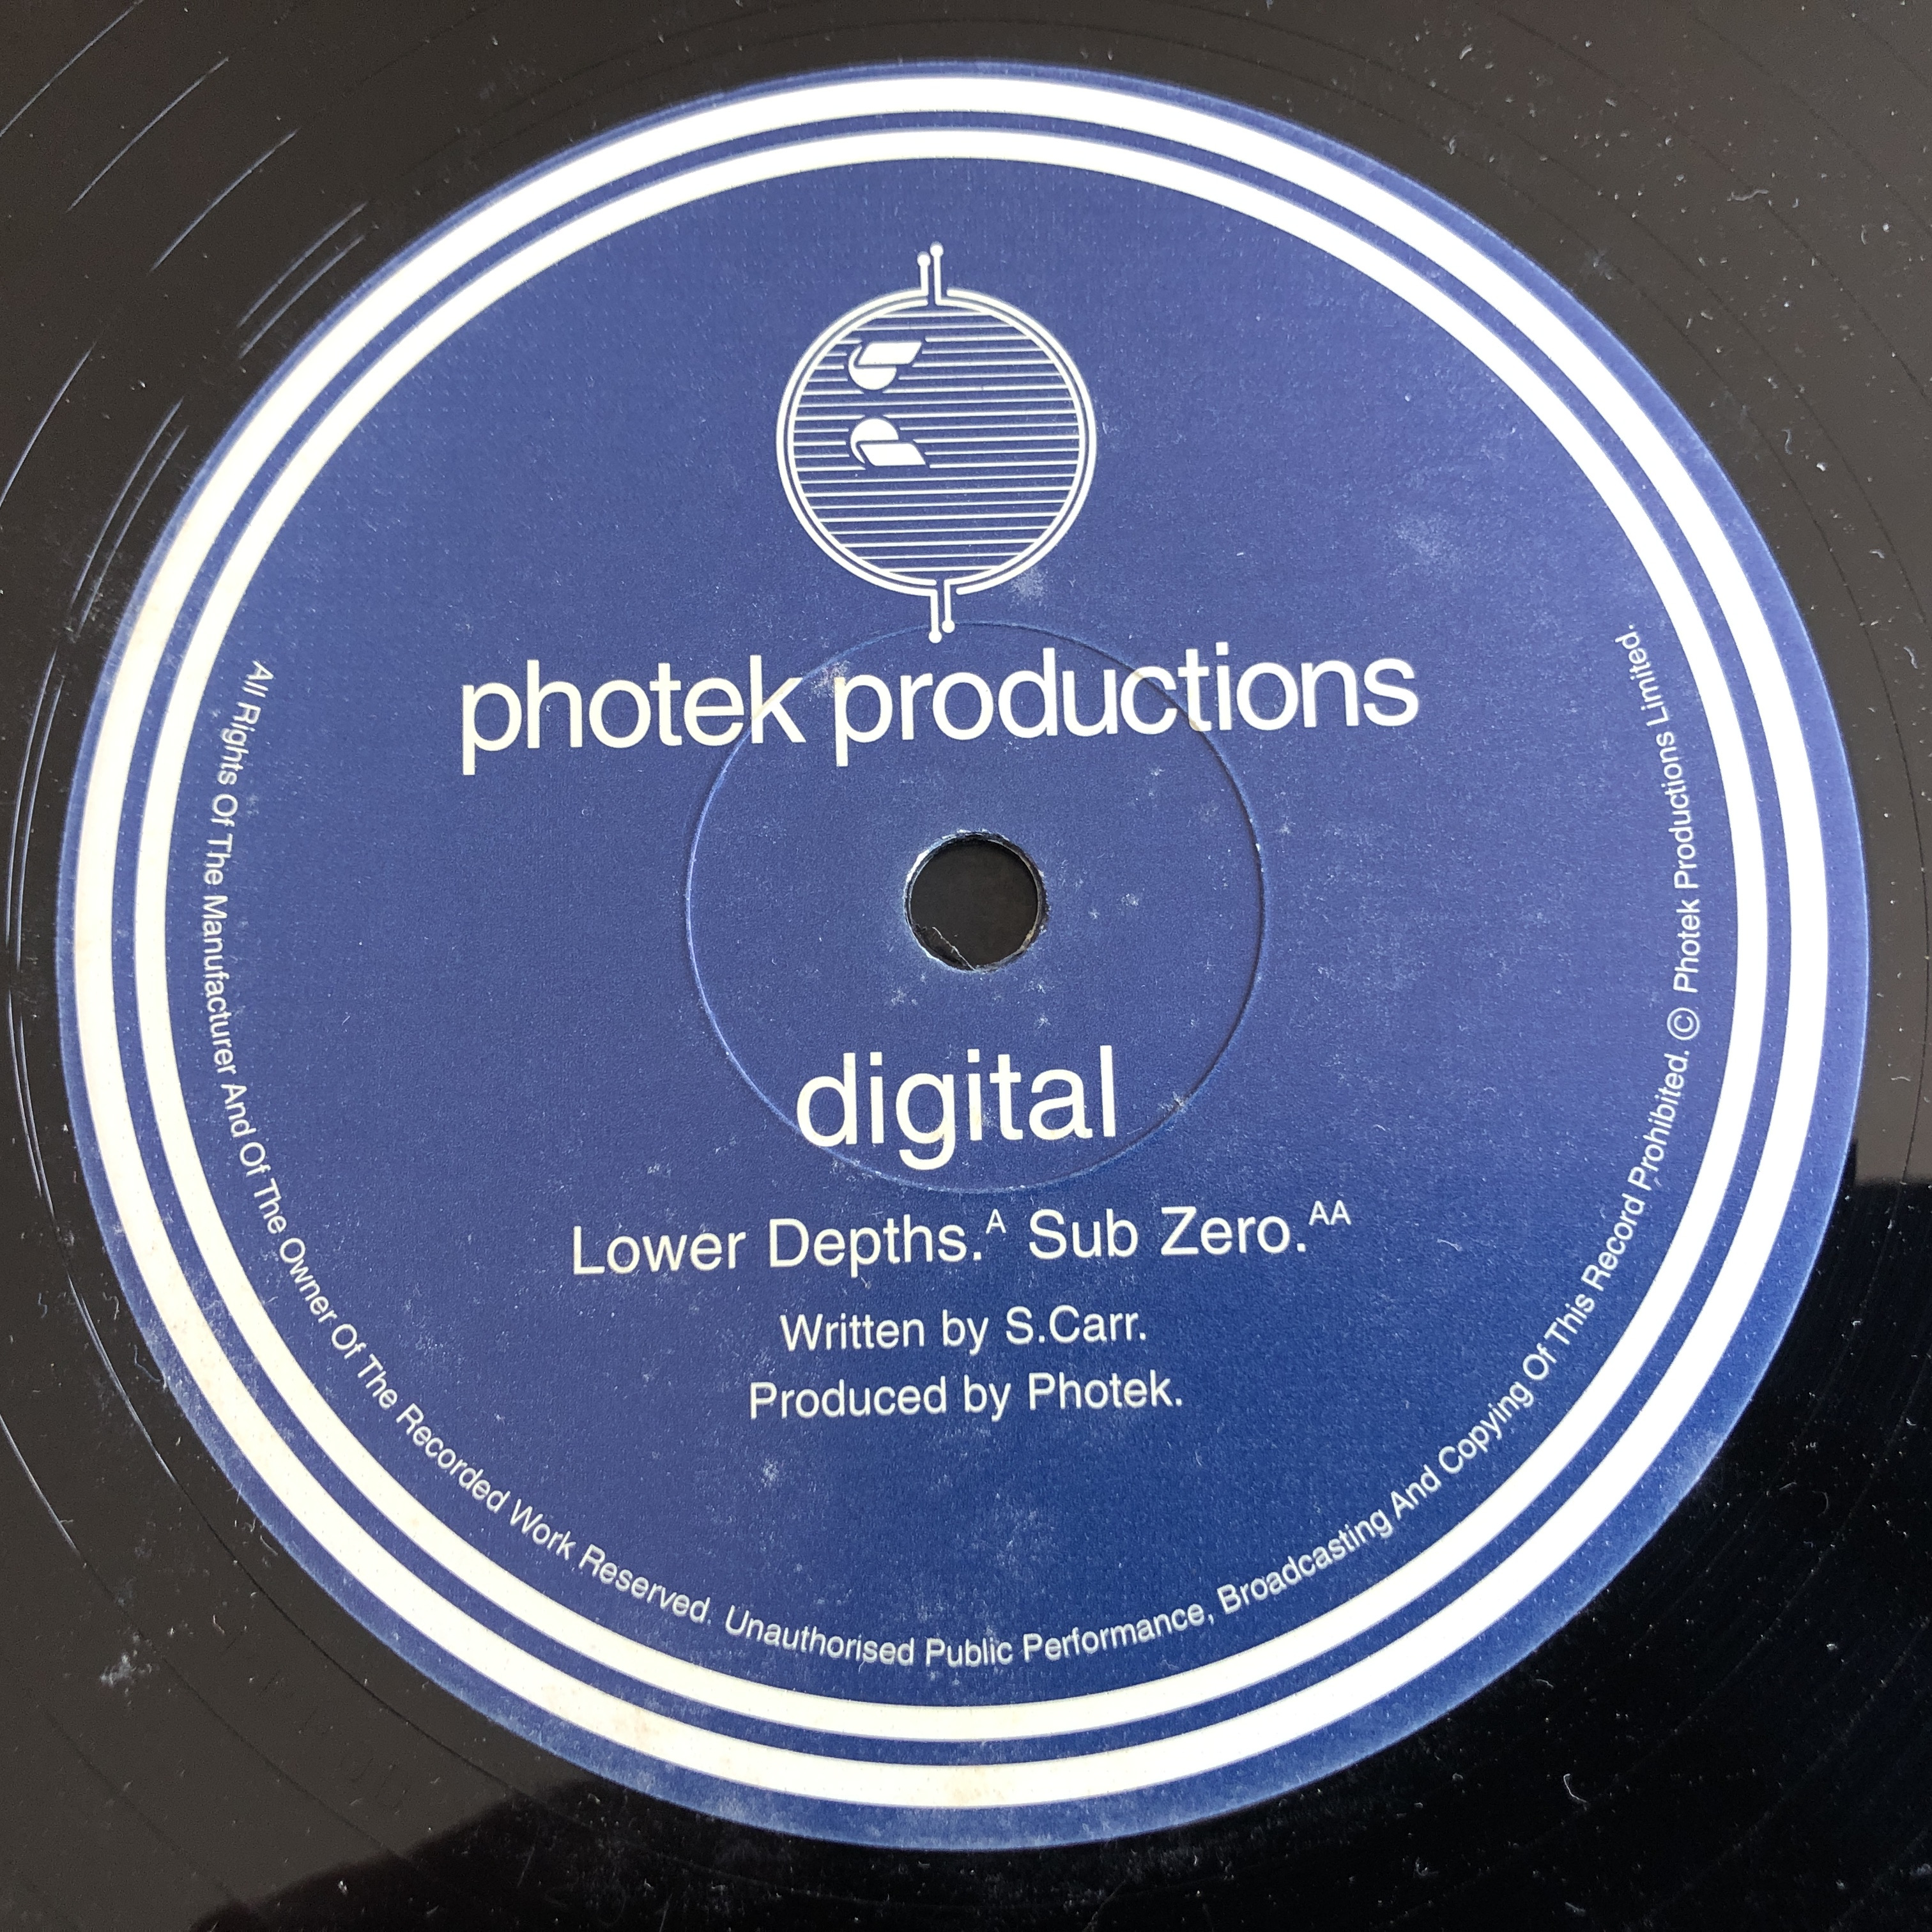 photek productions
digital
Lower Depths.ᴬ Sub Zero.ᴬᴬ
Written by S.Carr.
Produced by Photek.
All Rights Of The Manufacturer And Of The Owner Of The Recorded Work Reserved. Unauthorised Public Performance, Broadcasting And Copying Of This Record Prohibited. © Photek Productions Lmited.